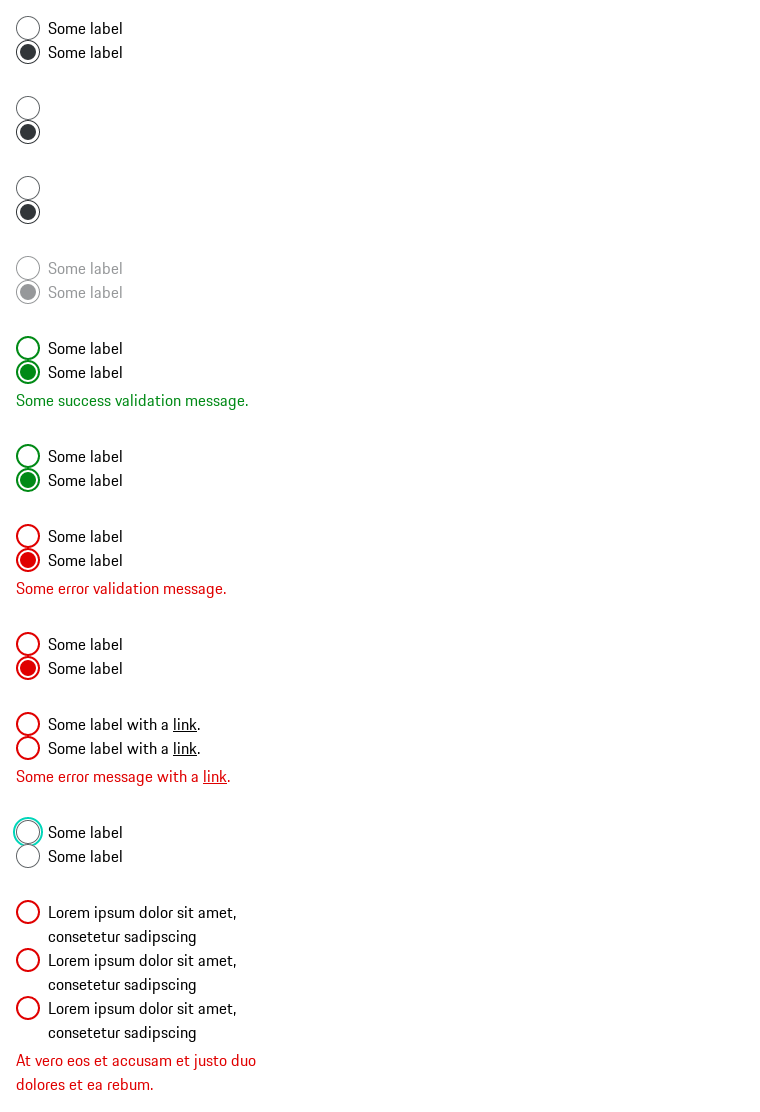 Some label
Some label
Some label
Some label
Some label
Some label
Some success validation message.
Some label
Some label
Some label
Some label
Some error validation message.
Some label
Some label
Some label with a link.
Some label with a link.
Some error message with a link.
Some label
Some label
Lorem ipsum dolor sit amet,
consetetur sadipscing
Lorem ipsum dolor sit amet,
consetetur sadipscing
Lorem ipsum dolor sit amet,
consetetur sadipscing
At vero eos et accusam et justo duo
dolores et ea rebum.